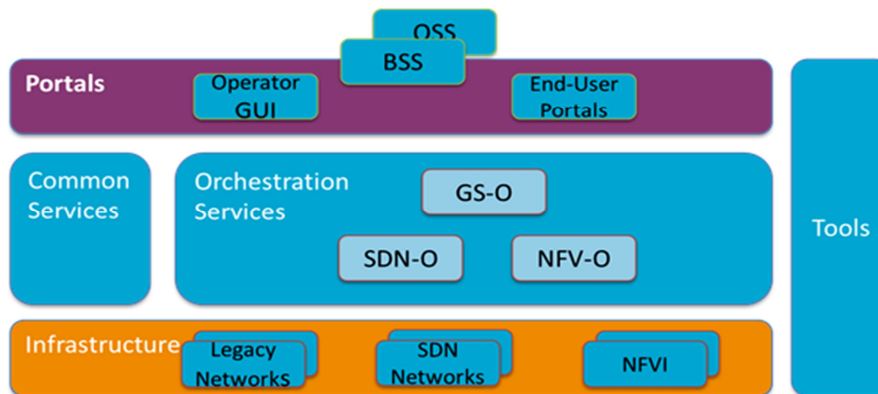 OSS
BSS
Portals
Operator
GUI
End-User
Portals
Common
Services
Orchestration
Services
GS-O
SDN-O
NFV-O
Tools
Infrastructure
Legacy
Networks
SDN
Networks
NFVI